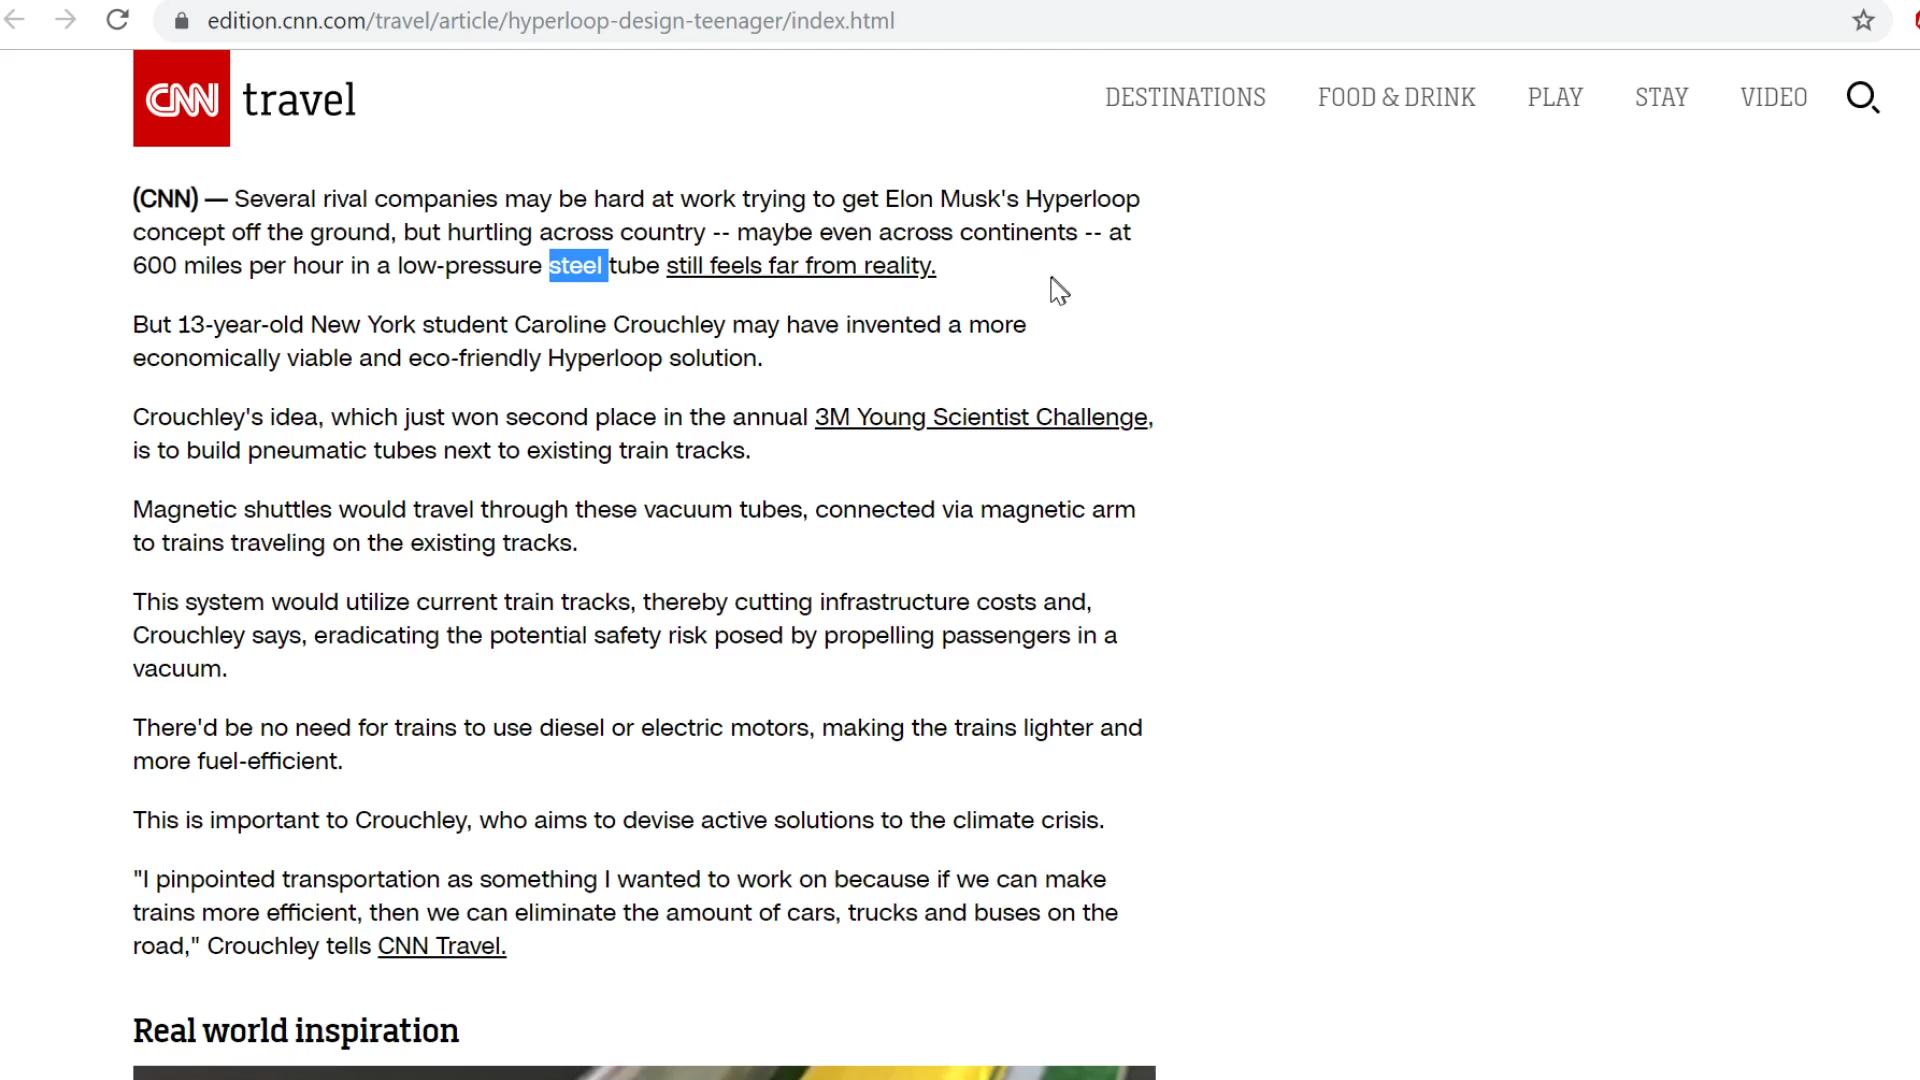 edition.cnn.com/travel/article/hyperloop-design-teenager/index.html
CNN travel
DESTINATIONS FOOD & DRINK PLAY STAY VIDEO
(CNN) — Several rival companies may be hard at work trying to get Elon Musk's Hyperloop
concept off the ground, but hurtling across country -- maybe even across continents -- at
600 miles per hour in a low-pressure steel tube still feels far from reality.
But 13-year-old New York student Caroline Crouchley may have invented a more
economically viable and eco-friendly Hyperloop solution.
Crouchley's idea, which just won second place in the annual 3M Young Scientist Challenge,
is to build pneumatic tubes next to existing train tracks.
Magnetic shuttles would travel through these vacuum tubes, connected via magnetic arm
to trains traveling on the existing tracks.
This system would utilize current train tracks, thereby cutting infrastructure costs and,
Crouchley says, eradicating the potential safety risk posed by propelling passengers in a
vacuum.
There'd be no need for trains to use diesel or electric motors, making the trains lighter and
more fuel-efficient.
This is important to Crouchley, who aims to devise active solutions to the climate crisis.
"I pinpointed transportation as something I wanted to work on because if we can make
trains more efficient, then we can eliminate the amount of cars, trucks and buses on the
road," Crouchley tells CNN Travel.
Real world inspiration